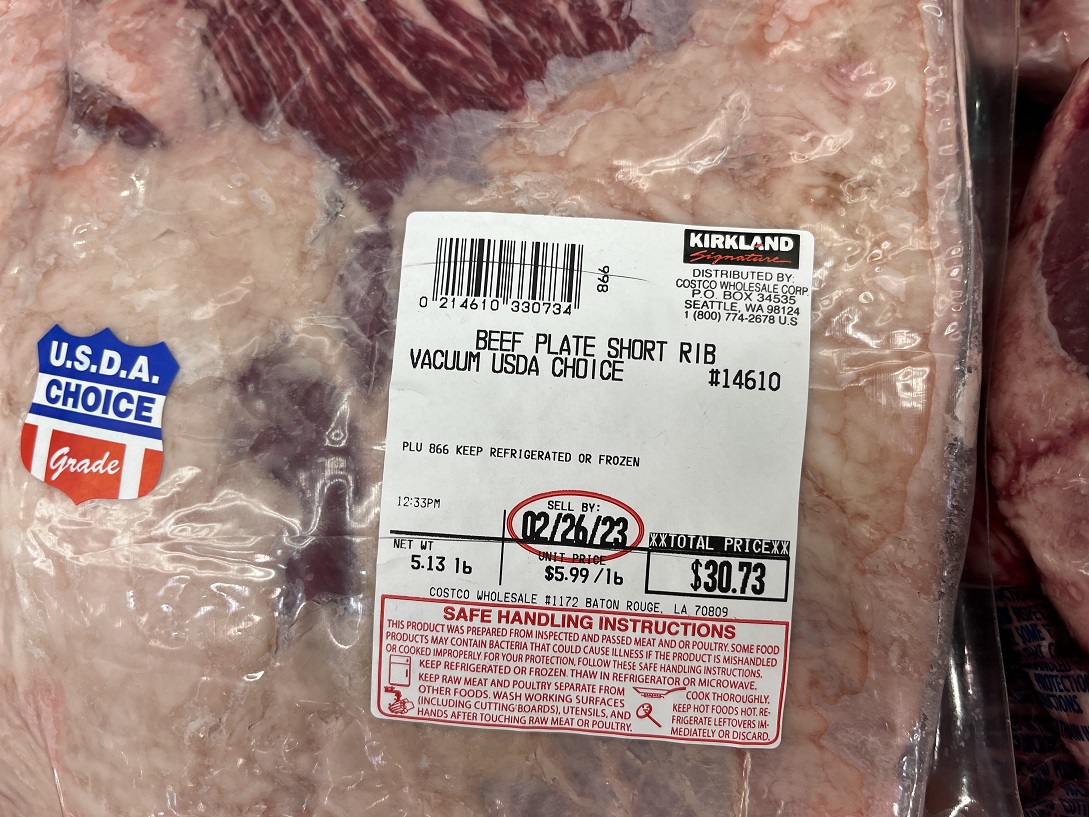 KIRKLAND
Signature
DISTRIBUTED BY:
COSTCO WHOLESALE CORP.
P.O. BOX 34535
SEATTLE, WA 98124
1 (800) 774-2678 U.S
0 214610 330734
866
BEEF PLATE SHORT RIB
VACUUM USDA CHOICE #14610
PLU 866 KEEP REFRIGERATED OR FROZEN
12:33PM
SELL BY:
02/26/23
NET WT
5.13 lb
UNIT PRICE
$5.99 /lb
**TOTAL PRICE**
$30.73
COSTCO WHOLESALE #1172 BATON ROUGE, LA 70809
SAFE HANDLING INSTRUCTIONS
THIS PRODUCT WAS PREPARED FROM INSPECTED AND PASSED MEAT AND OR POULTRY. SOME FOOD
PRODUCTS MAY CONTAIN BACTERIA THAT COULD CAUSE ILLNESS IF THE PRODUCT IS MISHANDLED
OR COOKED IMPROPERLY. FOR YOUR PROTECTION, FOLLOW THESE SAFE HANDLING INSTRUCTIONS.
KEEP REFRIGERATED OR FROZEN. THAW IN REFRIGERATOR OR MICROWAVE.
KEEP RAW MEAT AND POULTRY SEPARATE FROM
OTHER FOODS. WASH WORKING SURFACES
(INCLUDING CUTTING BOARDS), UTENSILS, AND
HANDS AFTER TOUCHING RAW MEAT OR POULTRY.
COOK THOROUGHLY.
KEEP HOT FOODS HOT. RE-
FRIGERATE LEFTOVERS IM-
MEDIATELY OR DISCARD.
U.S.D.A.
CHOICE
Grade